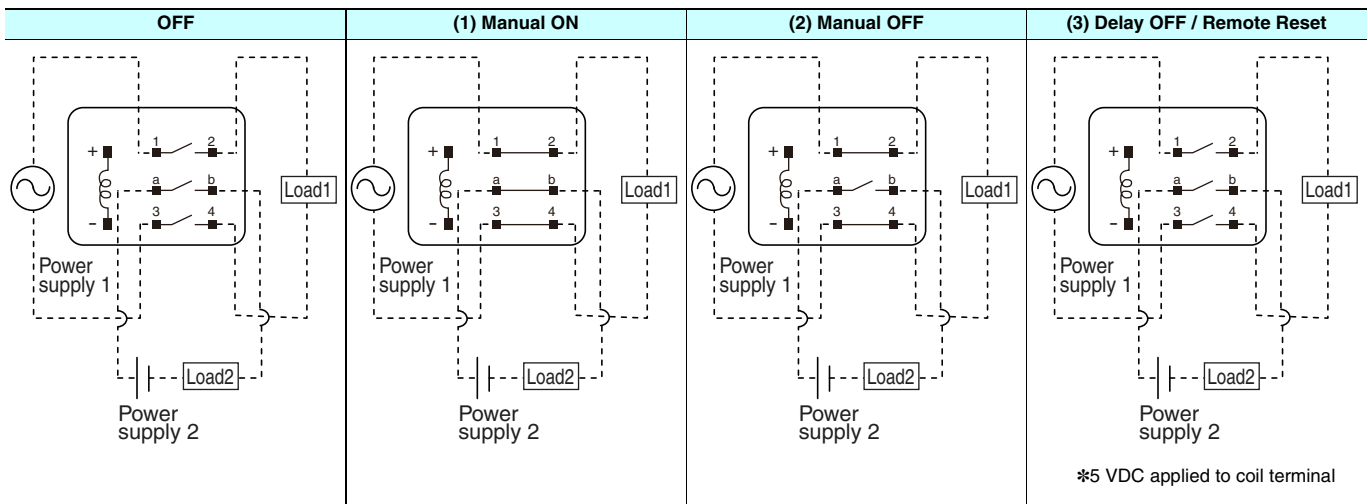 OFF
(1) Manual ON
(2) Manual OFF
(3) Delay OFF / Remote Reset
+ 1 2
a b
- 3 4
Load1
Power
supply 1
Load2
Power
supply 2
+ 1 2
a b
- 3 4
Load1
Power
supply 1
Load2
Power
supply 2
+ 1 2
a b
- 3 4
Load1
Power
supply 1
Load2
Power
supply 2
+ 1 2
a b
- 3 4
Load1
Power
supply 1
Load2
Power
supply 2
✻5 VDC applied to coil terminal